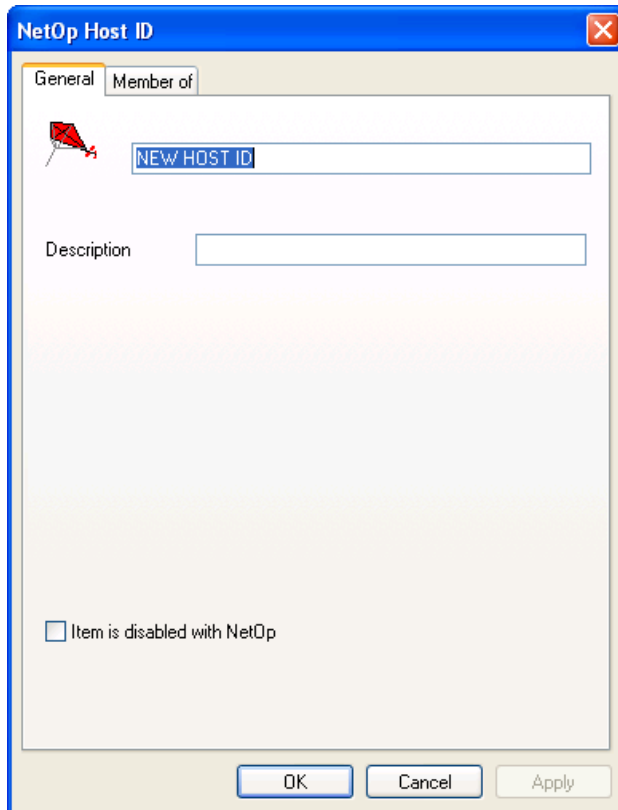 NetOp Host ID
General
Member of
NEW HOST ID
Description
Item is disabled with NetOp
OK
Cancel
Apply